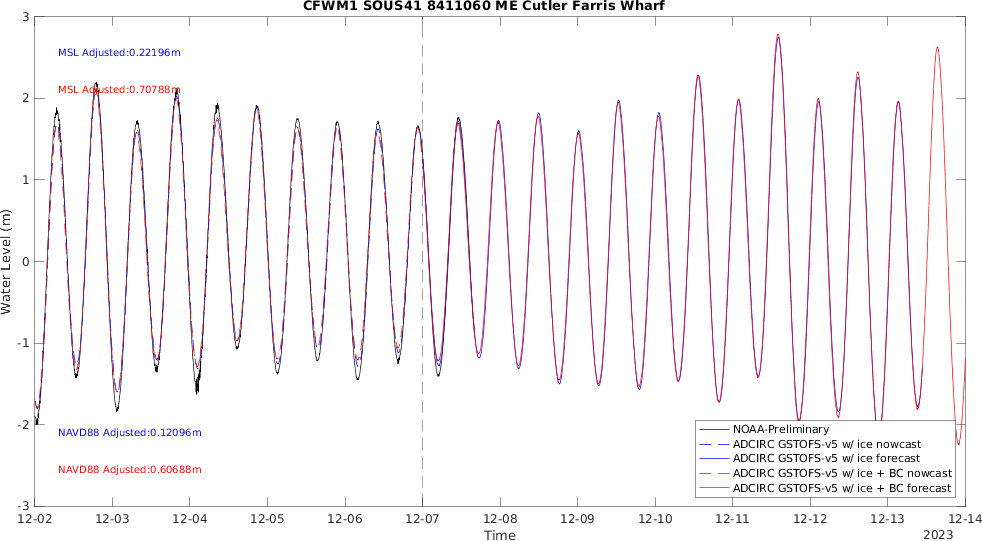 CFWM1 SOUS41 8411060 ME Cutler Farris Wharf
3
2
1
0
-1
-2
-3
Water Level (m)
MSL Adjusted:0.22196m
MSL Adjusted:0.70788m
NAVD88 Adjusted:0.12096m
NAVD88 Adjusted:0.60688m
NOAA-Preliminary
ADCIRC GSTOFS-v5 w/ ice nowcast
ADCIRC GSTOFS-v5 w/ ice forecast
ADCIRC GSTOFS-v5 w/ ice + BC nowcast
ADCIRC GSTOFS-v5 w/ ice + BC forecast
12-02 12-03 12-04 12-05 12-06 12-07 12-08 12-09 12-10 12-11 12-12 12-13 12-14
Time
2023